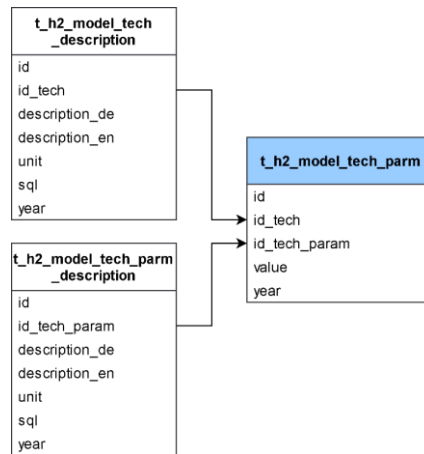 t_h2_model_tech
_description
id
id_tech
description_de
description_en
unit
sql
year
t_h2_model_tech_parm
id
id_tech
id_tech_param
value
year
t_h2_model_tech_parm
_description
id
id_tech_param
description_de
description_en
unit
sql
year